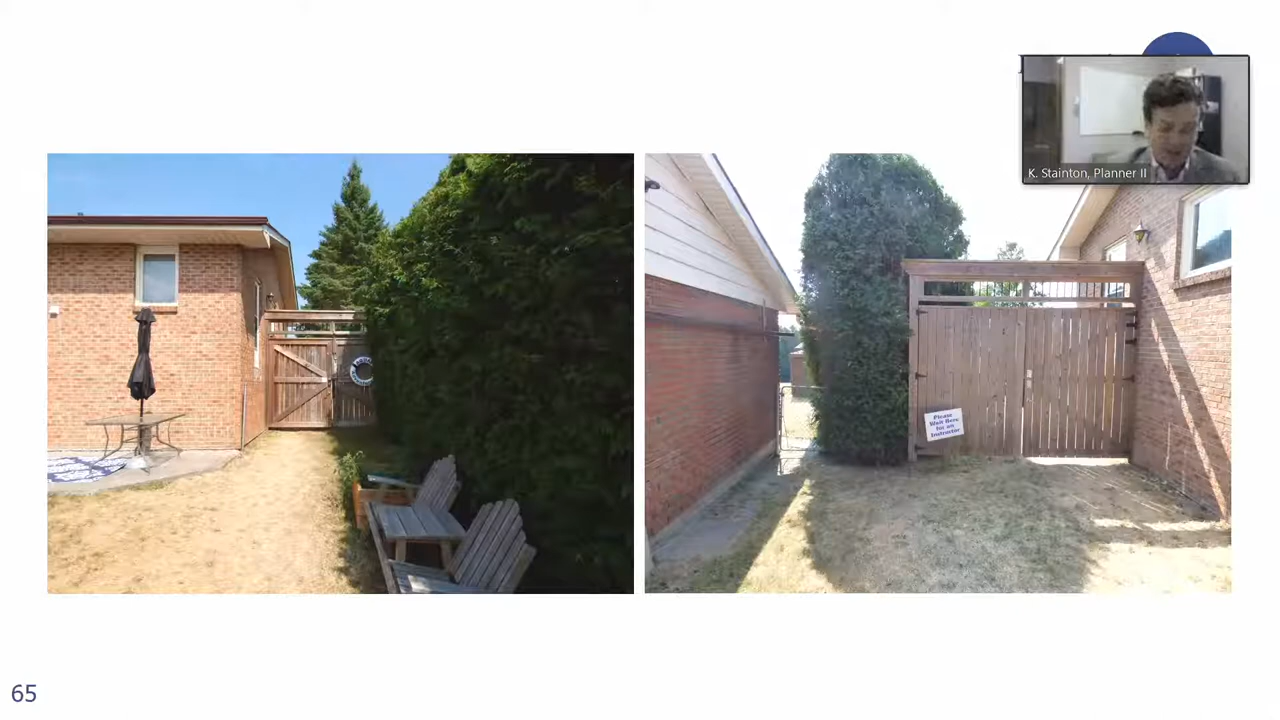 K. Stainton, Planner II
Please
Wait Here
for an
Instructor
65